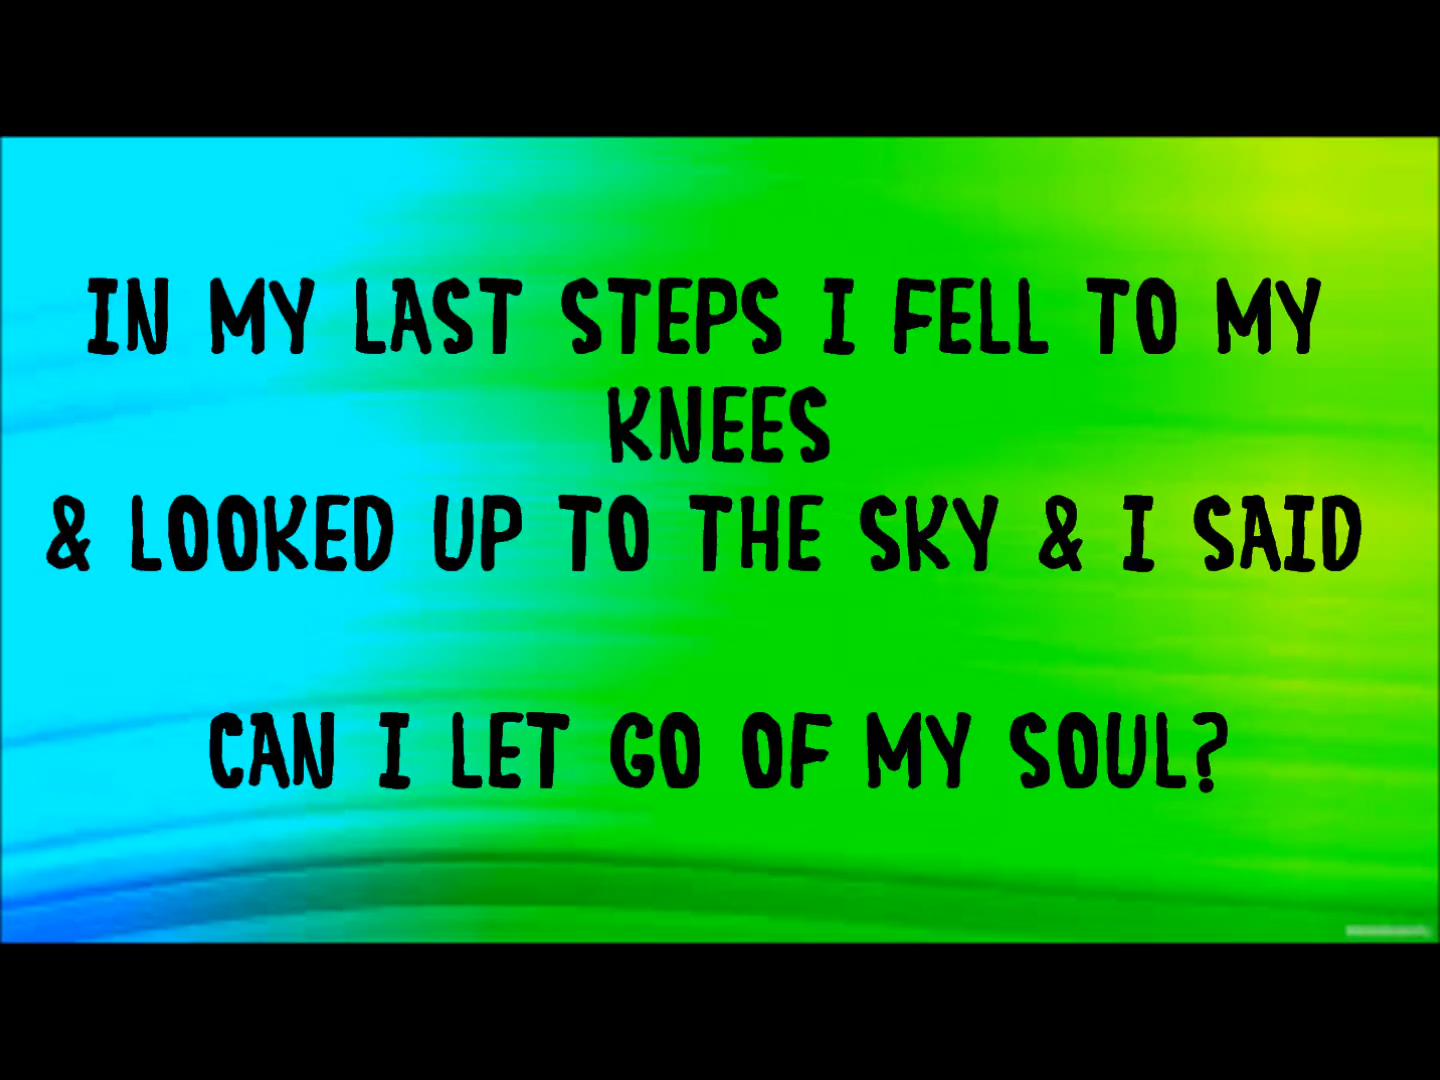 IN MY LAST STEPS I FELL TO MY
KNEES
& LOOKED UP TO THE SKY & I SAID
CAN I LET GO OF MY SOUL?